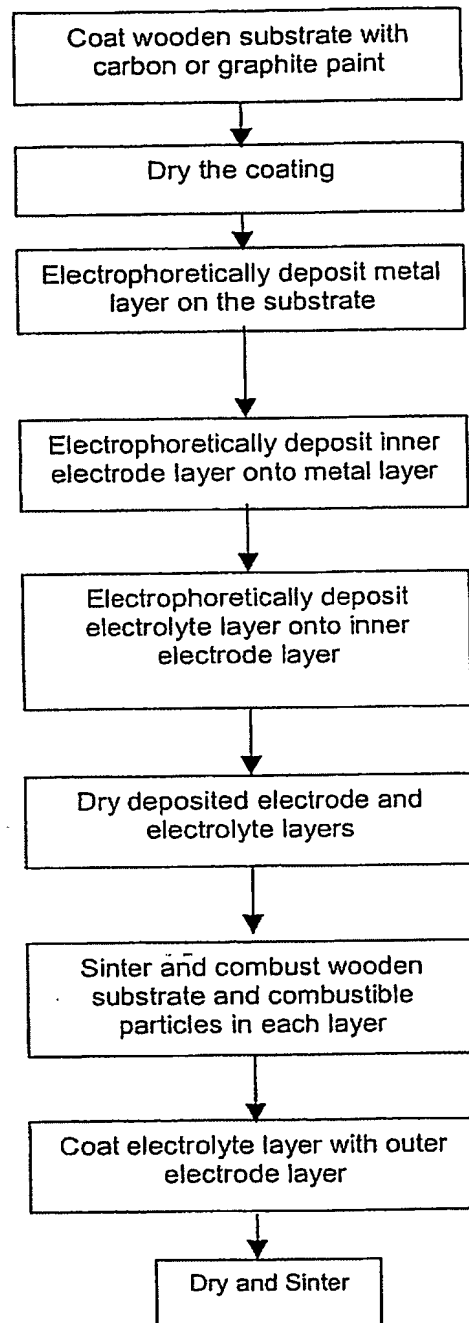 Coat wooden substrate with
carbon or graphite paint
Dry the coating
Electrophoretically deposit metal
layer on the substrate
Electrophoretically deposit inner
electrode layer onto metal layer
Electrophoretically deposit
electrolyte layer onto inner
electrode layer
Dry deposited electrode and
electrolyte layers
Sinter and combust wooden
substrate and combustible
particles in each layer
Coat electrolyte layer with outer
electrode layer
Dry and Sinter